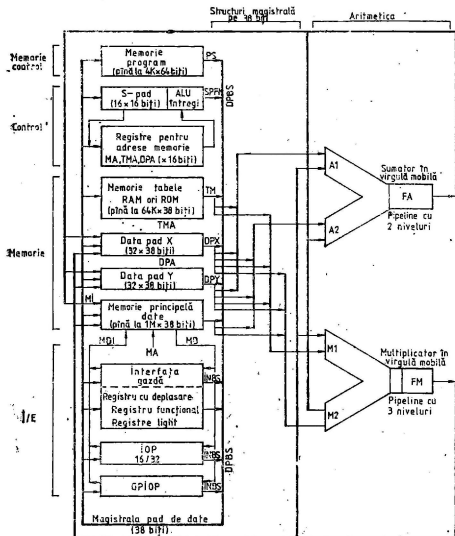 Structuri magistrală
pe 38 biți
Aritmetica
Memorie
control
Memorie
program
(pînă la 4K×64 biți)
PS
Control
S-pad
(16×16 biți)
ALU
întregi
SPFN
DPBS
Registre pentru
adrese memorie
MA,TMA,DPA (×16 biți)
Memorie
Memorie tabele
RAM ori ROM
(pînă la 64K×38 biți)
TM
TMA
Data pad X
(32×38 biți)
DPX
DPA
Data pad Y
(32×38 biți)
DPY
MI
Memorie principală
date
(pînă la 1M×38 biți)
MDI
MA
MD
I/E
Interfața
gazdă
INBS
Registru cu deplasare
Registru funcțional
Registre light
IOP
16/32
INBS
DPBS
GPIOP
INBS
Magistrala pad de date
(38 biți)
A1
A2
Sumator în
virgulă mobilă
FA
Pipeline cu
2 niveluri
M1
M2
Multiplicator în
virgulă mobilă
FM
Pipeline cu
3 niveluri